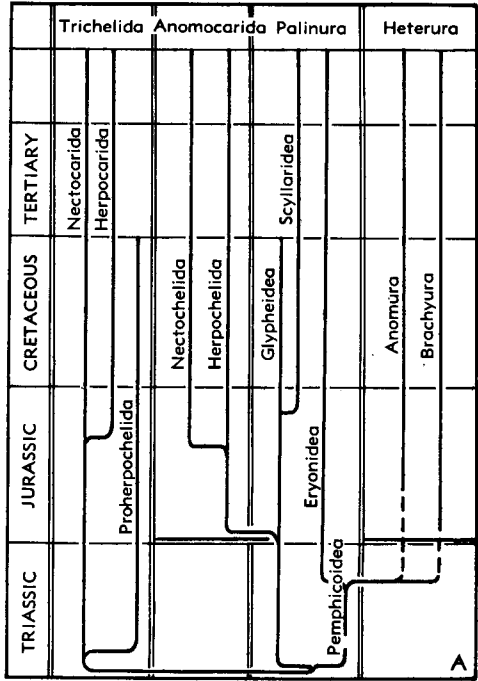 Trichelida Anomocarida Palinura Heterura
TERTIARY
CRETACEOUS
JURASSIC
TRIASSIC
Nectocarida
Herpocarida
Proherpochelida
Nectochelida
Herpochelida
Glypheidea
Scyllaridea
Eryonidea
Pemphicoidea
Anomura
Brachyura
A